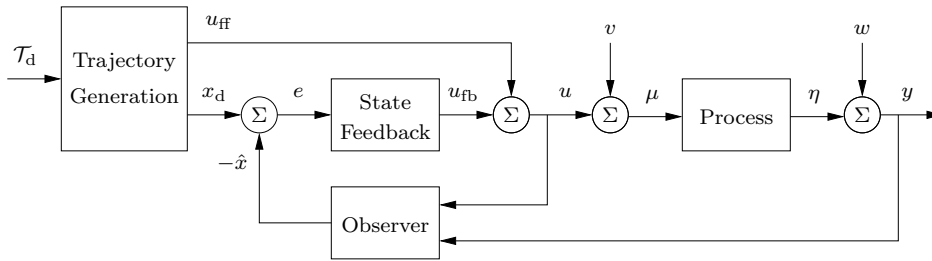 u_ff
v
w
𝒯_d
Trajectory
Generation
x_d
Σ
e
State
Feedback
u_fb
Σ
u
Σ
μ
Process
η
Σ
y
−x̂
Observer